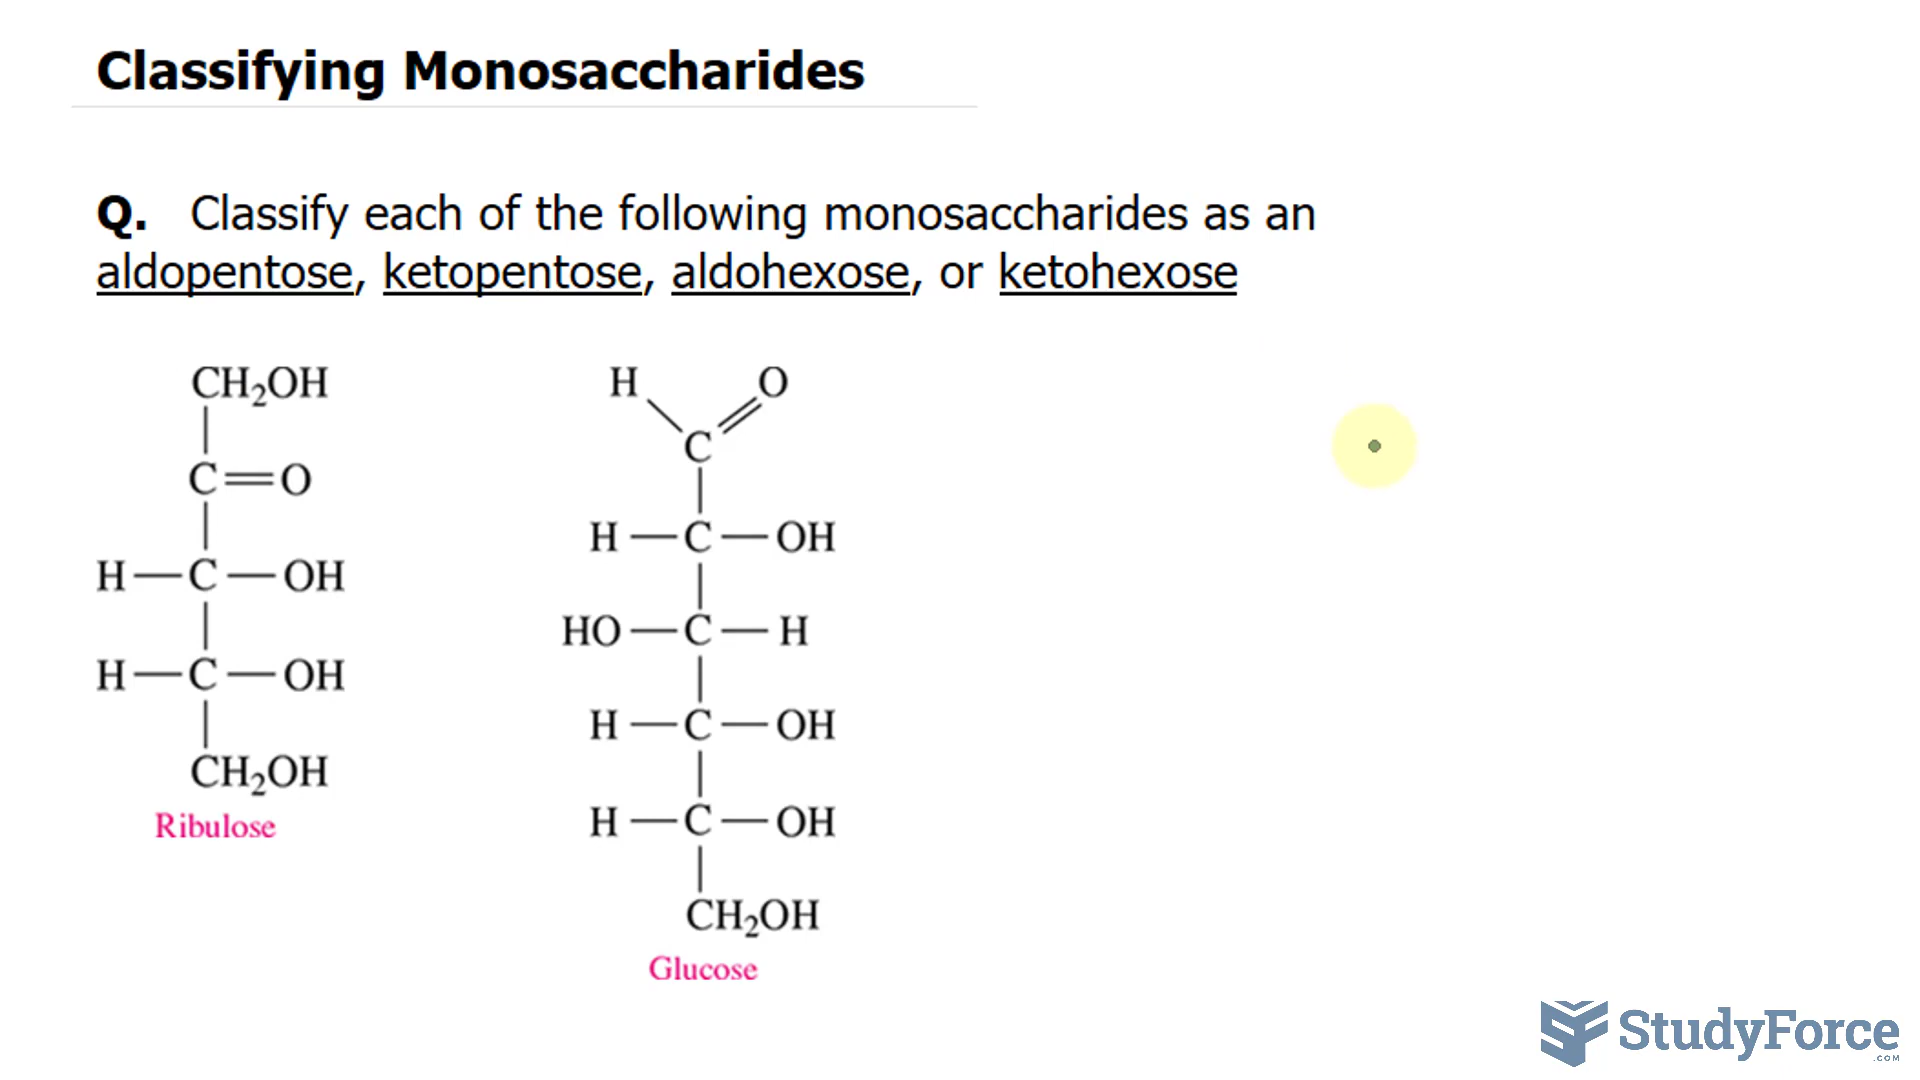 Classifying Monosaccharides
Q. Classify each of the following monosaccharides as an
aldopentose, ketopentose, aldohexose, or ketohexose
CH₂OH
C=O
H—C—OH
H—C—OH
CH₂OH
Ribulose
H O
C
H—C—OH
HO—C—H
H—C—OH
H—C—OH
CH₂OH
Glucose
StudyForce
.COM